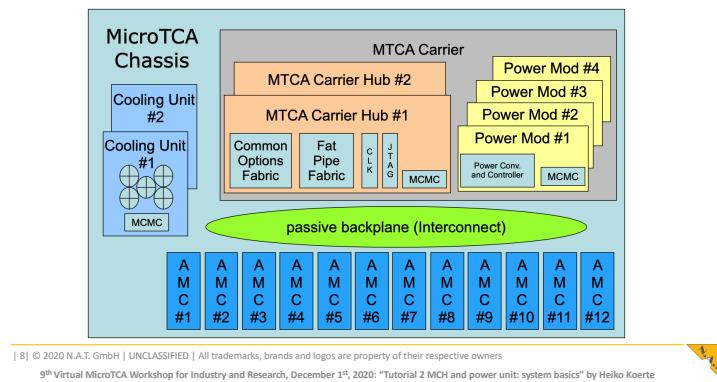 MicroTCA
Chassis
Cooling Unit
#2
Cooling Unit
#1
MCMC
MTCA Carrier
MTCA Carrier Hub #2
MTCA Carrier Hub #1
Common
Options
Fabric
Fat
Pipe
Fabric
C
L
K
J
T
A
G
MCMC
Power Mod #4
Power Mod #3
Power Mod #2
Power Mod #1
Power Conv.
and Controller
MCMC
passive backplane (Interconnect)
A
M
C
#1
A
M
C
#2
A
M
C
#3
A
M
C
#4
A
M
C
#5
A
M
C
#6
A
M
C
#7
A
M
C
#8
A
M
C
#9
A
M
C
#10
A
M
C
#11
A
M
C
#12
| 8| © 2020 N.A.T. GmbH | UNCLASSIFIED | All trademarks, brands and logos are property of their respective owners
9th Virtual MicroTCA Workshop for Industry and Research, December 1st, 2020: “Tutorial 2 MCH and power unit: system basics” by Heiko Koerte